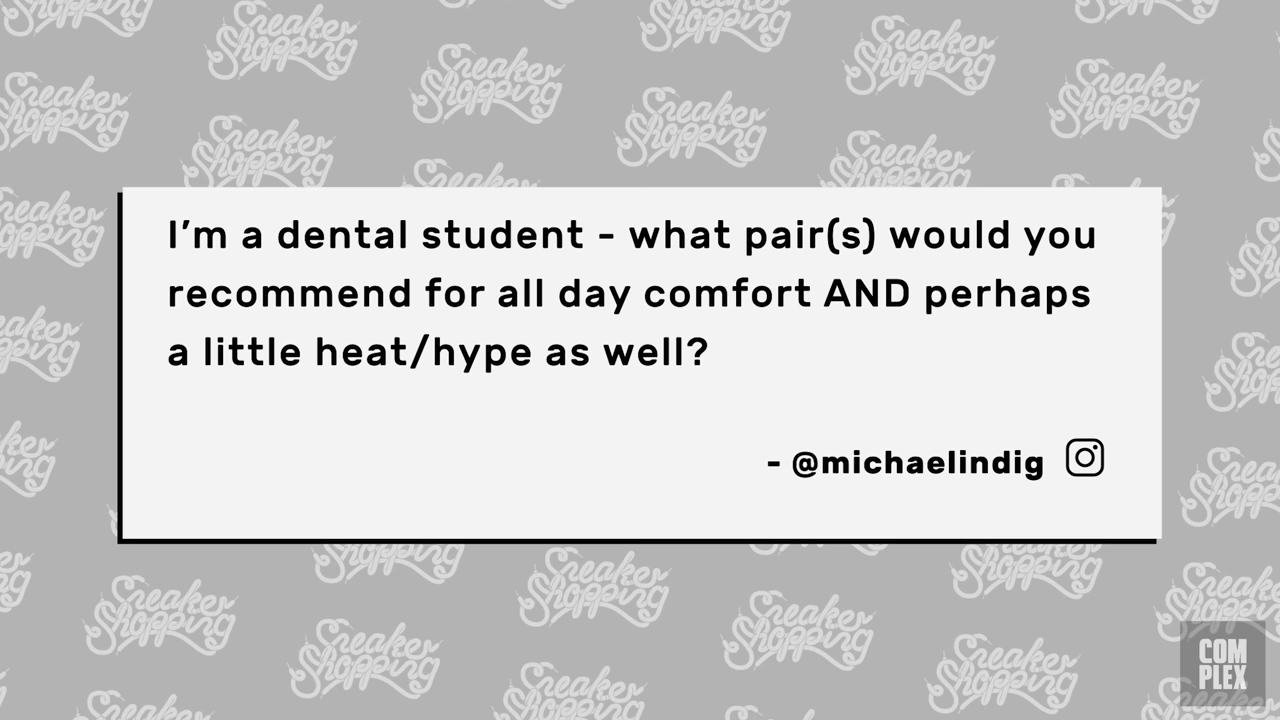 I’m a dental student - what pair(s) would you
recommend for all day comfort AND perhaps
a little heat/hype as well?
- @michaelindig
Sneaker
Shopping
COM
PLEX